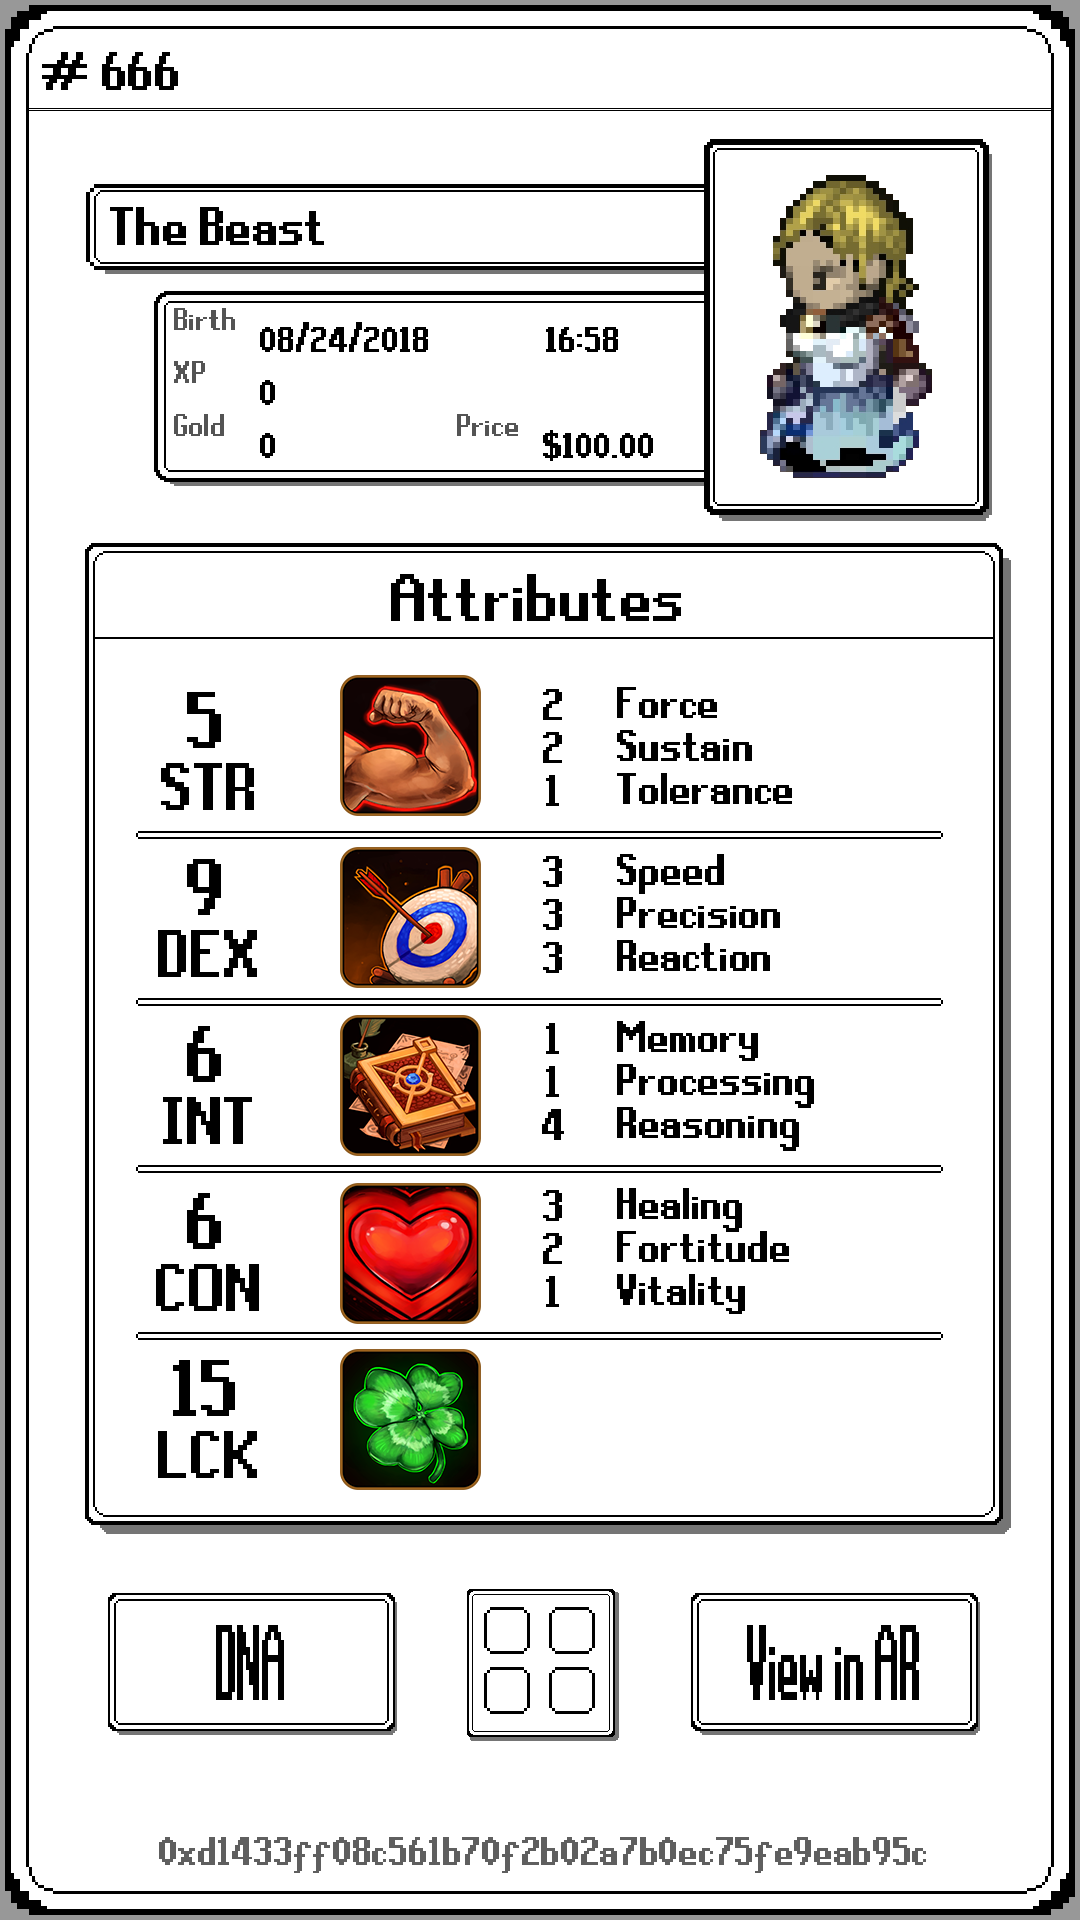 # 666
The Beast
Birth 08/24/2018 16:58
XP 0
Gold 0 Price $100.00
Attributes
5 STR
2 Force
2 Sustain
1 Tolerance
9 DEX
3 Speed
3 Precision
3 Reaction
6 INT
1 Memory
1 Processing
4 Reasoning
6 CON
3 Healing
2 Fortitude
1 Vitality
15 LCK
DNA
View in AR
0xd1433ff08c561b70f2b02a7b0ec75fe9eab95c